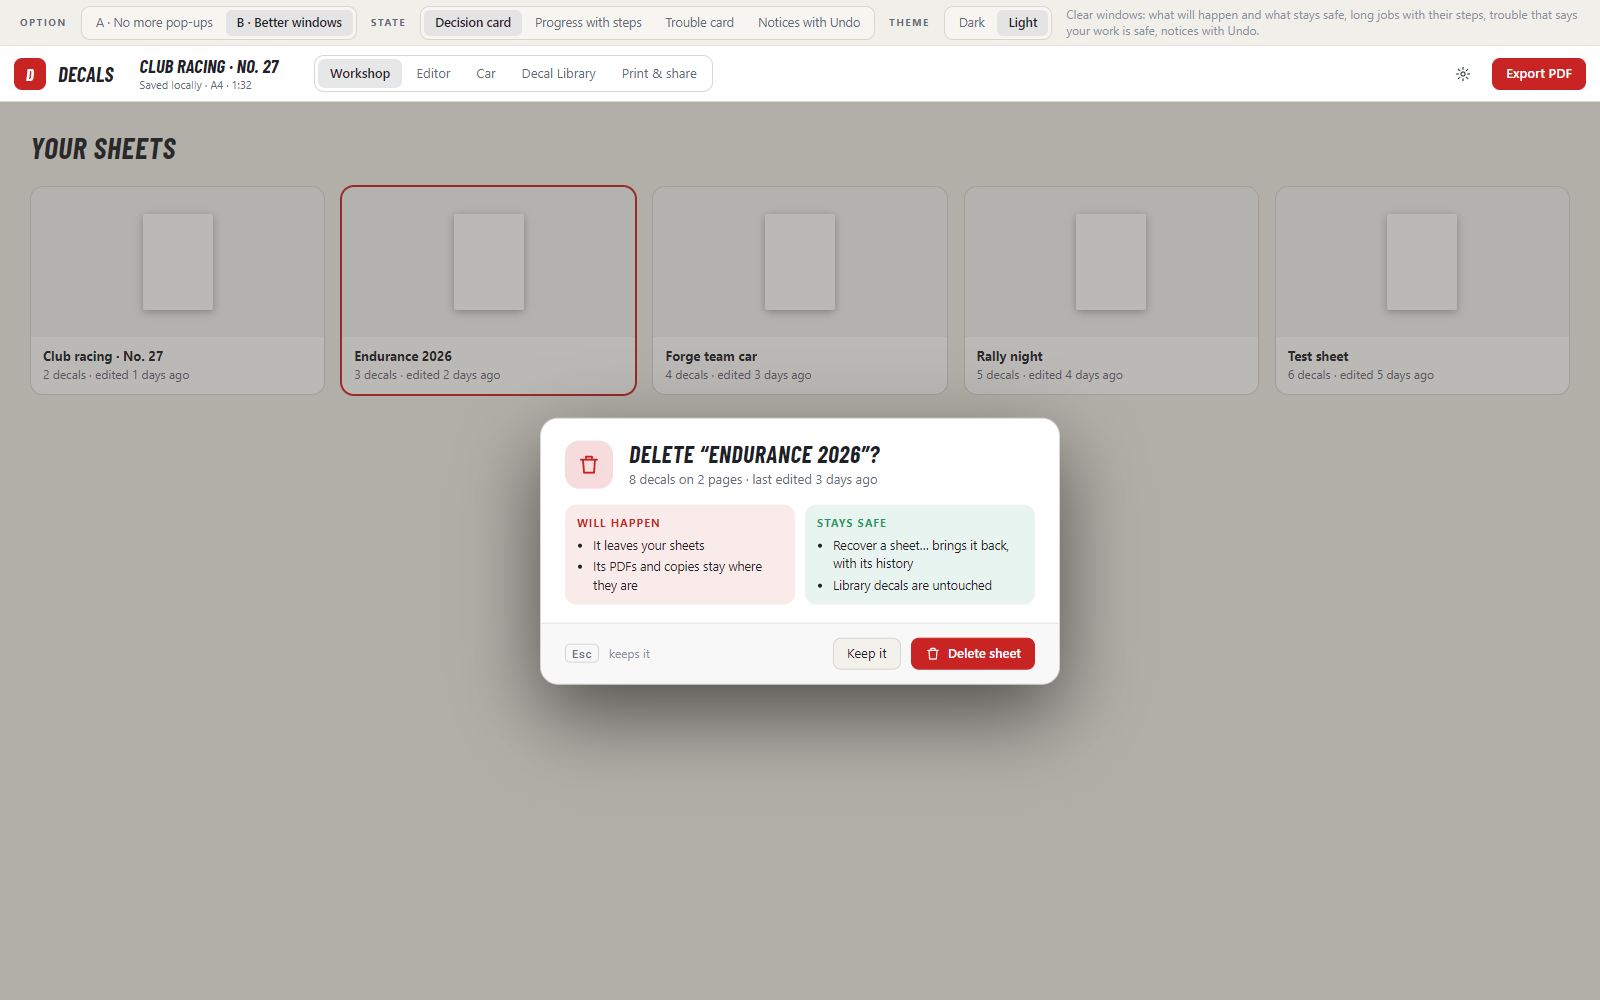 OPTION A · No more pop-ups B · Better windows STATE Decision card Progress with steps Trouble card Notices with Undo THEME Dark Light Clear windows: what will happen and what stays safe, long jobs with their steps, trouble that says
your work is safe, notices with Undo.
D DECALS CLUB RACING · NO. 27 Workshop Editor Car Decal Library Print & share Export PDF
Saved locally · A4 · 1:32
YOUR SHEETS
Club racing · No. 27 Endurance 2026 Forge team car Rally night Test sheet
2 decals · edited 1 days ago 3 decals · edited 2 days ago 4 decals · edited 3 days ago 5 decals · edited 4 days ago 6 decals · edited 5 days ago
DELETE “ENDURANCE 2026”?
8 decals on 2 pages · last edited 3 days ago
WILL HAPPEN
• It leaves your sheets
• Its PDFs and copies stay where
they are
STAYS SAFE
• Recover a sheet... brings it back,
with its history
• Library decals are untouched
Esc keeps it Keep it Delete sheet